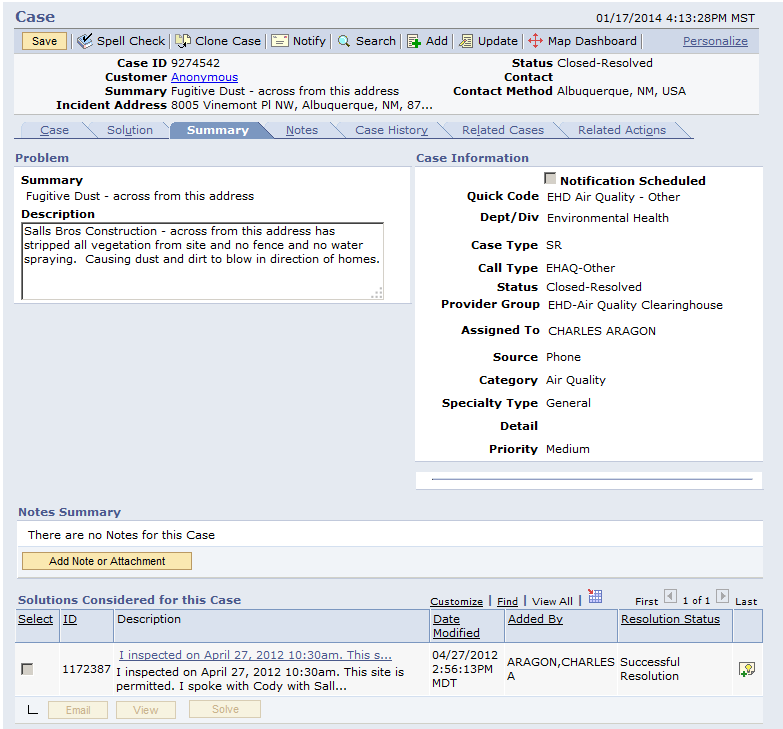 Case
01/17/2014 4:13:28PM MST
Save Spell Check Clone Case Notify Search Add Update Map Dashboard Personalize
Case ID 9274542 Status Closed-Resolved
Customer Anonymous Contact
Summary Fugitive Dust - across from this address Contact Method Albuquerque, NM, USA
Incident Address 8005 Vinemont Pl NW, Albuquerque, NM, 87...
Case Solution Summary Notes Case History Related Cases Related Actions
Problem
Summary
Fugitive Dust - across from this address
Description
Salls Bros Construction - across from this address has
stripped all vegetation from site and no fence and no water
spraying.  Causing dust and dirt to blow in direction of homes.
Case Information
Notification Scheduled
Quick Code EHD Air Quality - Other
Dept/Div Environmental Health
Case Type SR
Call Type EHAQ-Other
Status Closed-Resolved
Provider Group EHD-Air Quality Clearinghouse
Assigned To CHARLES ARAGON
Source Phone
Category Air Quality
Specialty Type General
Detail
Priority Medium
Notes Summary
There are no Notes for this Case
Add Note or Attachment
Solutions Considered for this Case
Customize | Find | View All | First 1 of 1 Last
Select ID Description Date Modified Added By Resolution Status
1172387
I inspected on April 27, 2012 10:30am. This s...
I inspected on April 27, 2012 10:30am. This site is
permitted. I spoke with Cody with Sall...
04/27/2012
2:56:13PM
MDT
ARAGON,CHARLES
A
Successful
Resolution
Email View Solve